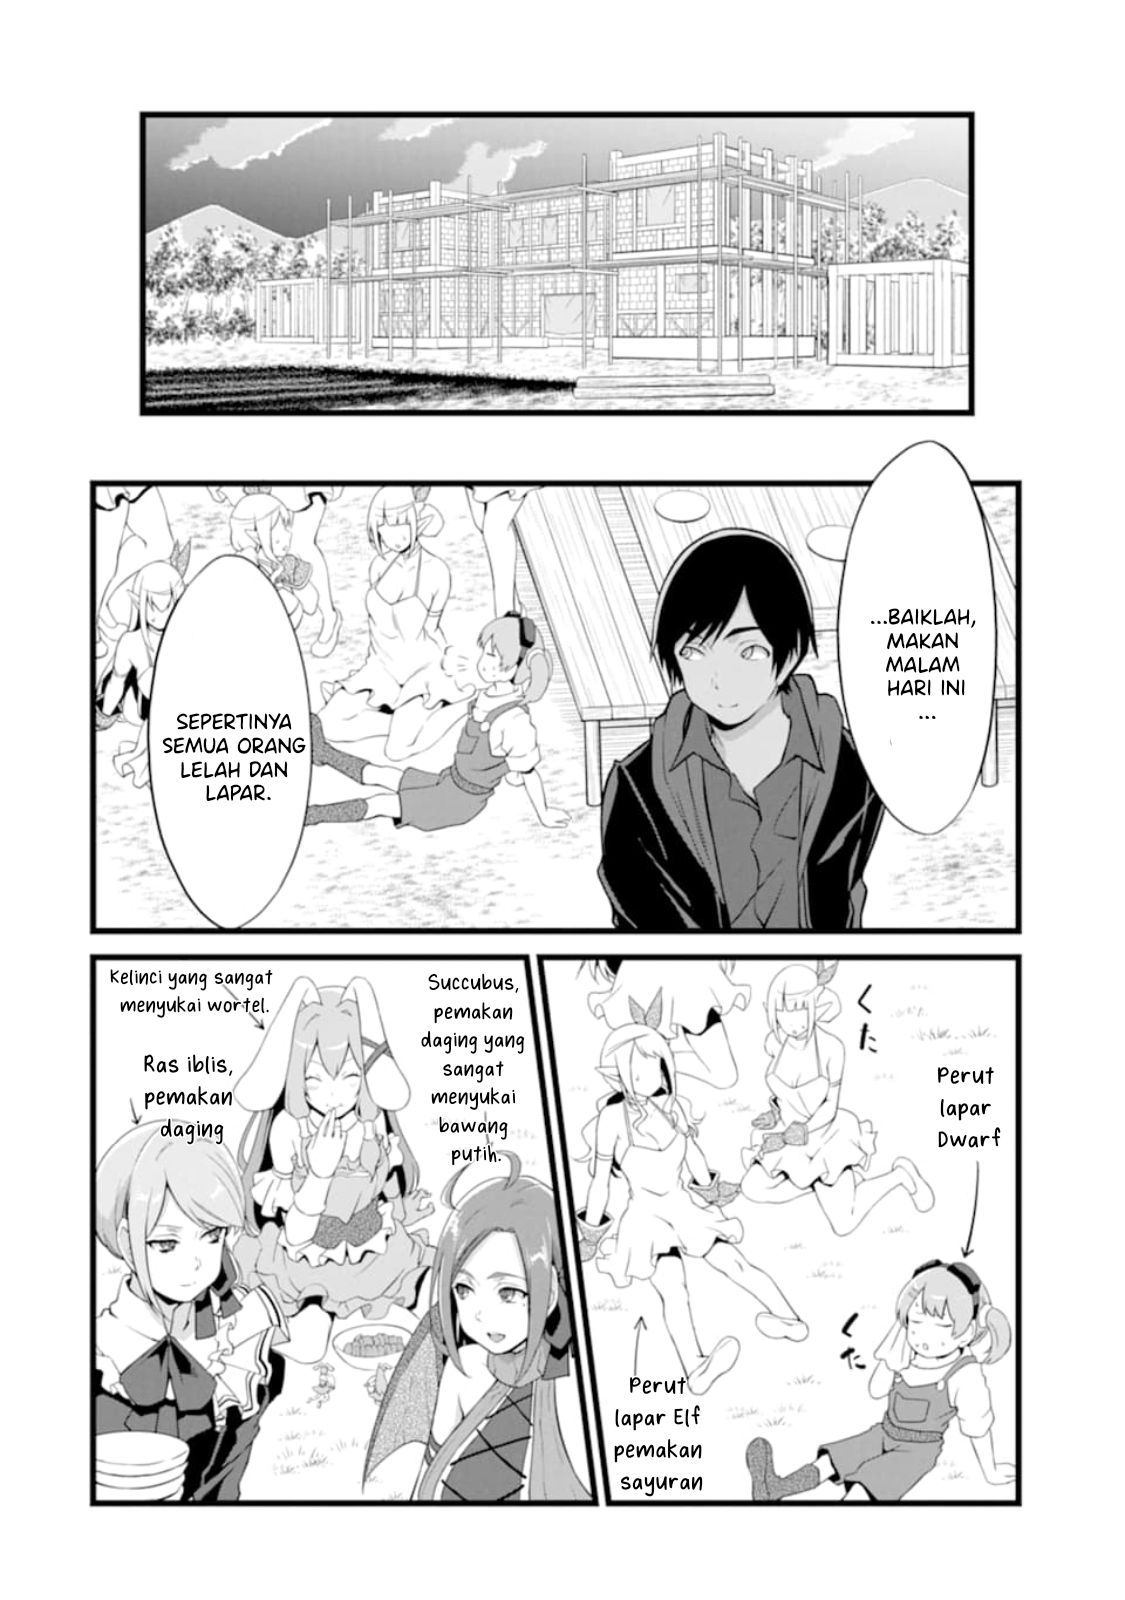 ...BAIKLAH,
MAKAN
MALAM
HARI INI
...
SEPERTINYA
SEMUA ORANG
LELAH DAN
LAPAR.
くた
Perut
lapar
Dwarf
くた
Perut
lapar Elf
pemakan
sayuran
Succubus,
pemakan
daging yang
sangat
menyukai
bawang
putih.
Kelinci yang sangat
menyukai wortel.
Ras iblis,
pemakan
daging